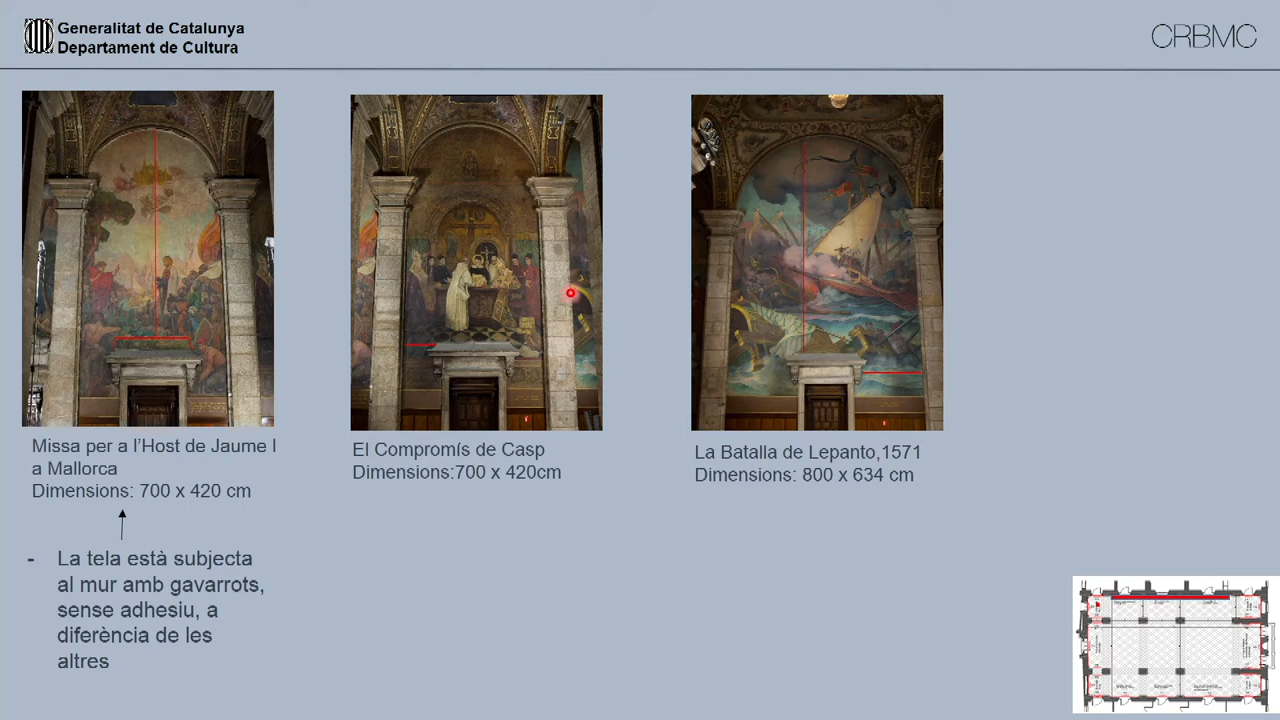 Generalitat de Catalunya
Departament de Cultura
CRBMC
Missa per a l’Host de Jaume I
a Mallorca
Dimensions: 700 x 420 cm
El Compromís de Casp
Dimensions:700 x 420cm
La Batalla de Lepanto,1571
Dimensions: 800 x 634 cm
- La tela està subjecta
al mur amb gavarrots,
sense adhesiu, a
diferència de les
altres